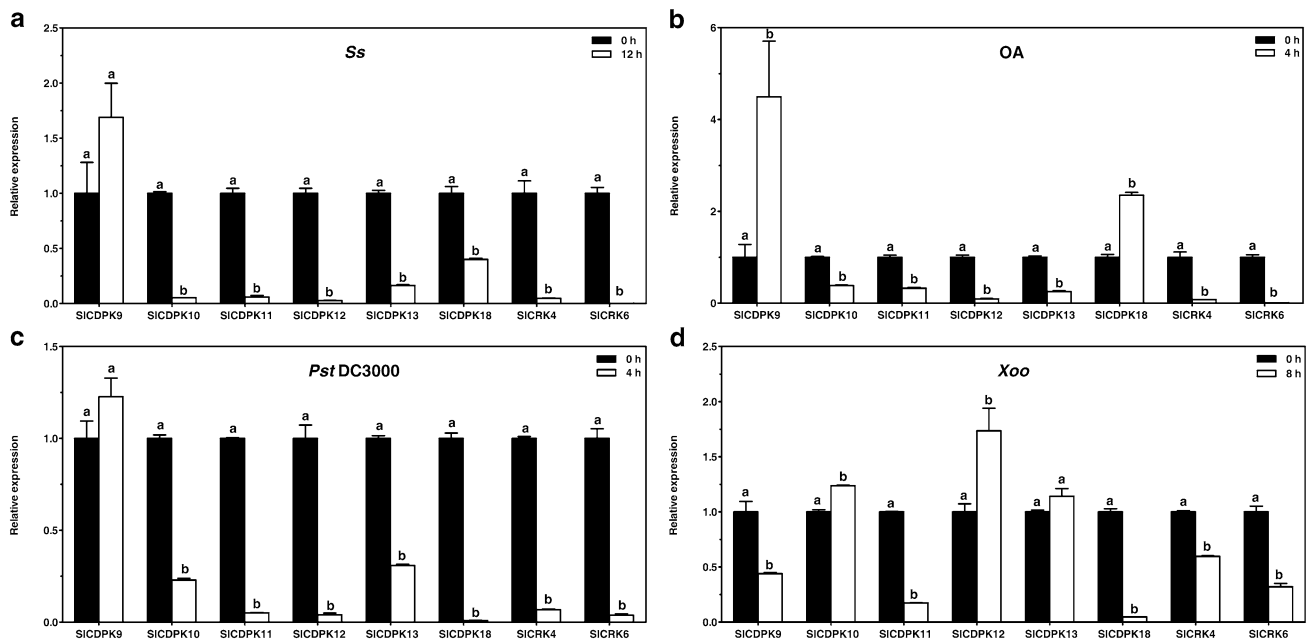 a
Ss
0 h
12 h
Relative expression
2.5
2.0
1.5
1.0
0.5
0.0
a a a b a b a b a b a b a b a b
SlCDPK9 SlCDPK10 SlCDPK11 SlCDPK12 SlCDPK13 SlCDPK18 SlCRK4 SlCRK6
b
OA
0 h
4 h
Relative expression
6
4
2
0
a b a b a b a b a b a b a b a b
SlCDPK9 SlCDPK10 SlCDPK11 SlCDPK12 SlCDPK13 SlCDPK18 SlCRK4 SlCRK6
c
Pst DC3000
0 h
4 h
Relative expression
1.5
1.0
0.5
0.0
a a a b a b a b a b a b a b a b
SlCDPK9 SlCDPK10 SlCDPK11 SlCDPK12 SlCDPK13 SlCDPK18 SlCRK4 SlCRK6
d
Xoo
0 h
8 h
Relative expression
2.5
2.0
1.5
1.0
0.5
0.0
a b a b a b a b a a a b a b a b
SlCDPK9 SlCDPK10 SlCDPK11 SlCDPK12 SlCDPK13 SlCDPK18 SlCRK4 SlCRK6